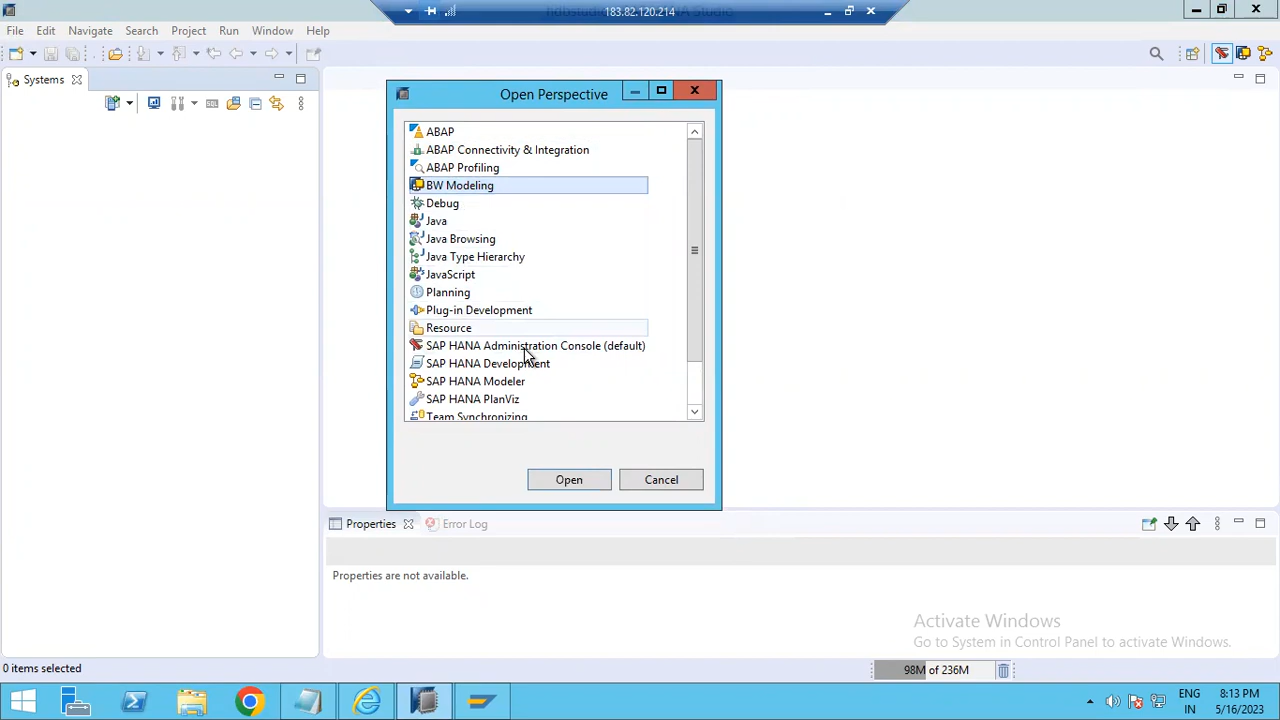 183.82.120.214
File Edit Navigate Search Project Run Window Help
Systems
SQL
Open Perspective
ABAP
ABAP Connectivity & Integration
ABAP Profiling
BW Modeling
Debug
Java
Java Browsing
Java Type Hierarchy
JavaScript
Planning
Plug-in Development
Resource
SAP HANA Administration Console (default)
SAP HANA Development
SAP HANA Modeler
SAP HANA PlanViz
Team Synchronizing
Open Cancel
Properties Error Log
Properties are not available.
Activate Windows
Go to System in Control Panel to activate Windows.
0 items selected
98M of 236M
ENG 8:13 PM
IN 5/16/2023